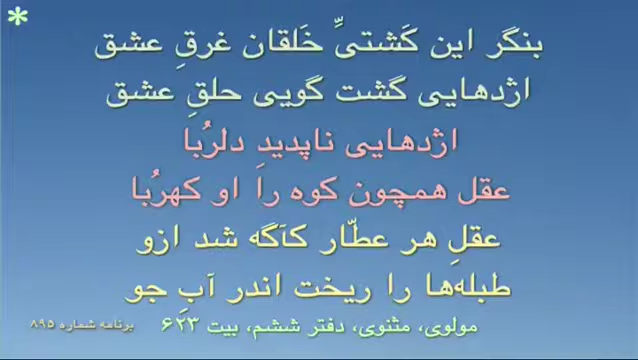 *
بنگر این کَشتیِّ خَلقان غرقِ عشق
اژدهایی گشت گویی حلقِ عشق
اژدهایی ناپدیدِ دلرُبا
عقل همچون کوه را او کهرُبا
عقلِ هر عطّار کآگه شد ازو
طبله‌ها را ریخت اندر آبِ جو
مولوی، مثنوی، دفتر ششم، بیت ۶۲۳
برنامه شماره ۸۹۵